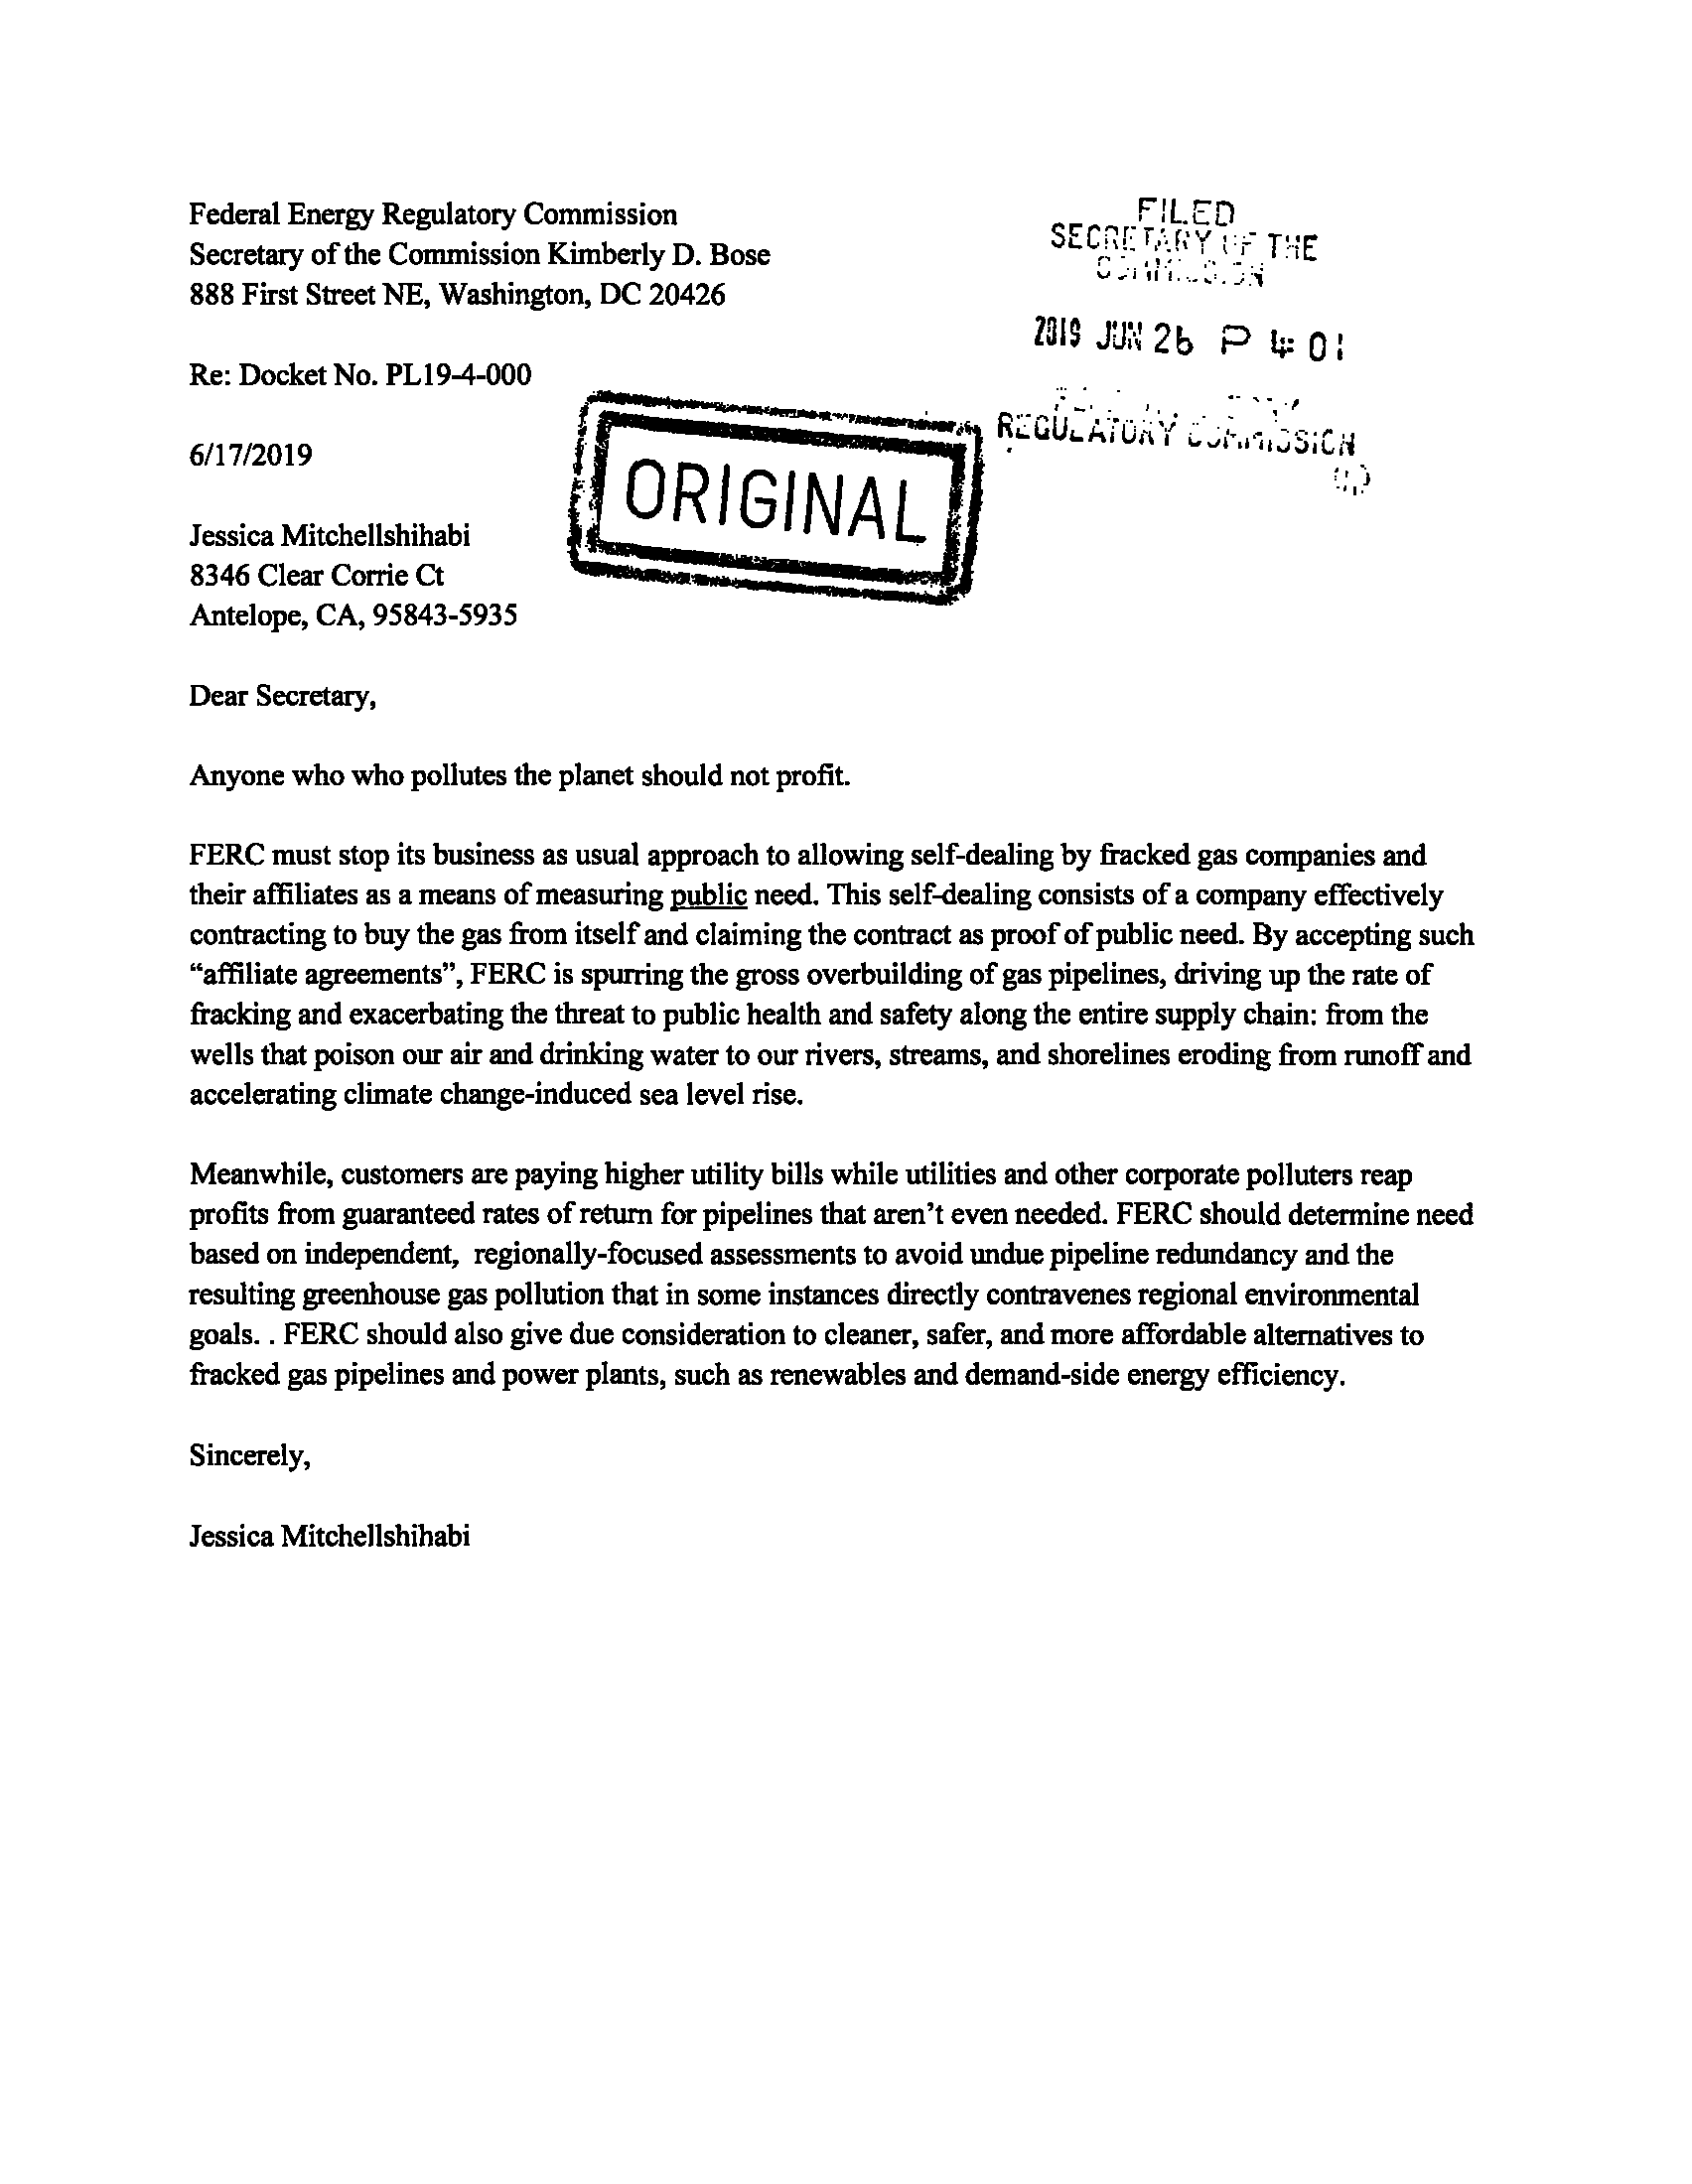 Federal Energy Regulatory Commission
Secretary of the Commission Kimberly D. Bose
888 First Street NE, Washington, DC 20426
FILED
SECRETARY OF THE
COMMISSION
2019 JUN 26 P 4:01
REGULATORY COMMISSION
Re: Docket No. PL19-4-000
6/17/2019
ORIGINAL
Jessica Mitchellshihabi
8346 Clear Corrie Ct
Antelope, CA, 95843-5935
Dear Secretary,
Anyone who who pollutes the planet should not profit.
FERC must stop its business as usual approach to allowing self-dealing by fracked gas companies and
their affiliates as a means of measuring public need. This self-dealing consists of a company effectively
contracting to buy the gas from itself and claiming the contract as proof of public need. By accepting such
“affiliate agreements”, FERC is spurring the gross overbuilding of gas pipelines, driving up the rate of
fracking and exacerbating the threat to public health and safety along the entire supply chain: from the
wells that poison our air and drinking water to our rivers, streams, and shorelines eroding from runoff and
accelerating climate change-induced sea level rise.
Meanwhile, customers are paying higher utility bills while utilities and other corporate polluters reap
profits from guaranteed rates of return for pipelines that aren’t even needed. FERC should determine need
based on independent,  regionally-focused assessments to avoid undue pipeline redundancy and the
resulting greenhouse gas pollution that in some instances directly contravenes regional environmental
goals. . FERC should also give due consideration to cleaner, safer, and more affordable alternatives to
fracked gas pipelines and power plants, such as renewables and demand-side energy efficiency.
Sincerely,
Jessica Mitchellshihabi